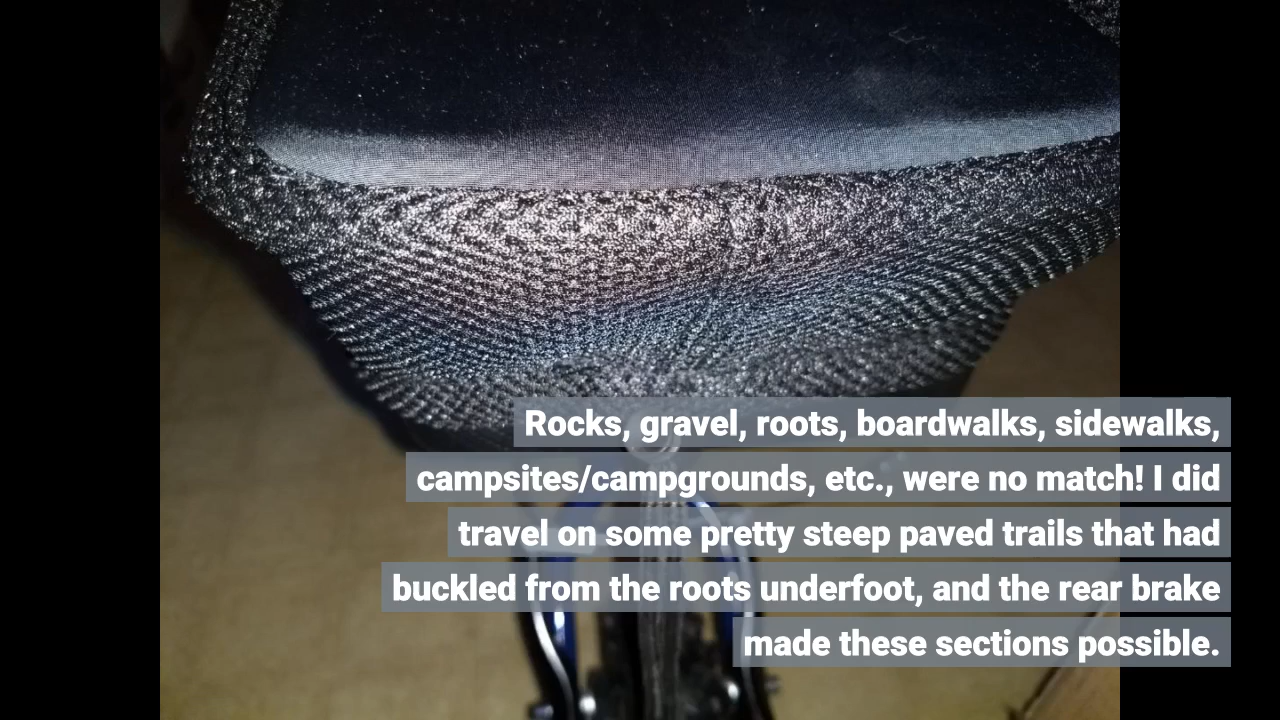 Rocks, gravel, roots, boardwalks, sidewalks,
campsites/campgrounds, etc., were no match! I did
travel on some pretty steep paved trails that had
buckled from the roots underfoot, and the rear brake
made these sections possible.